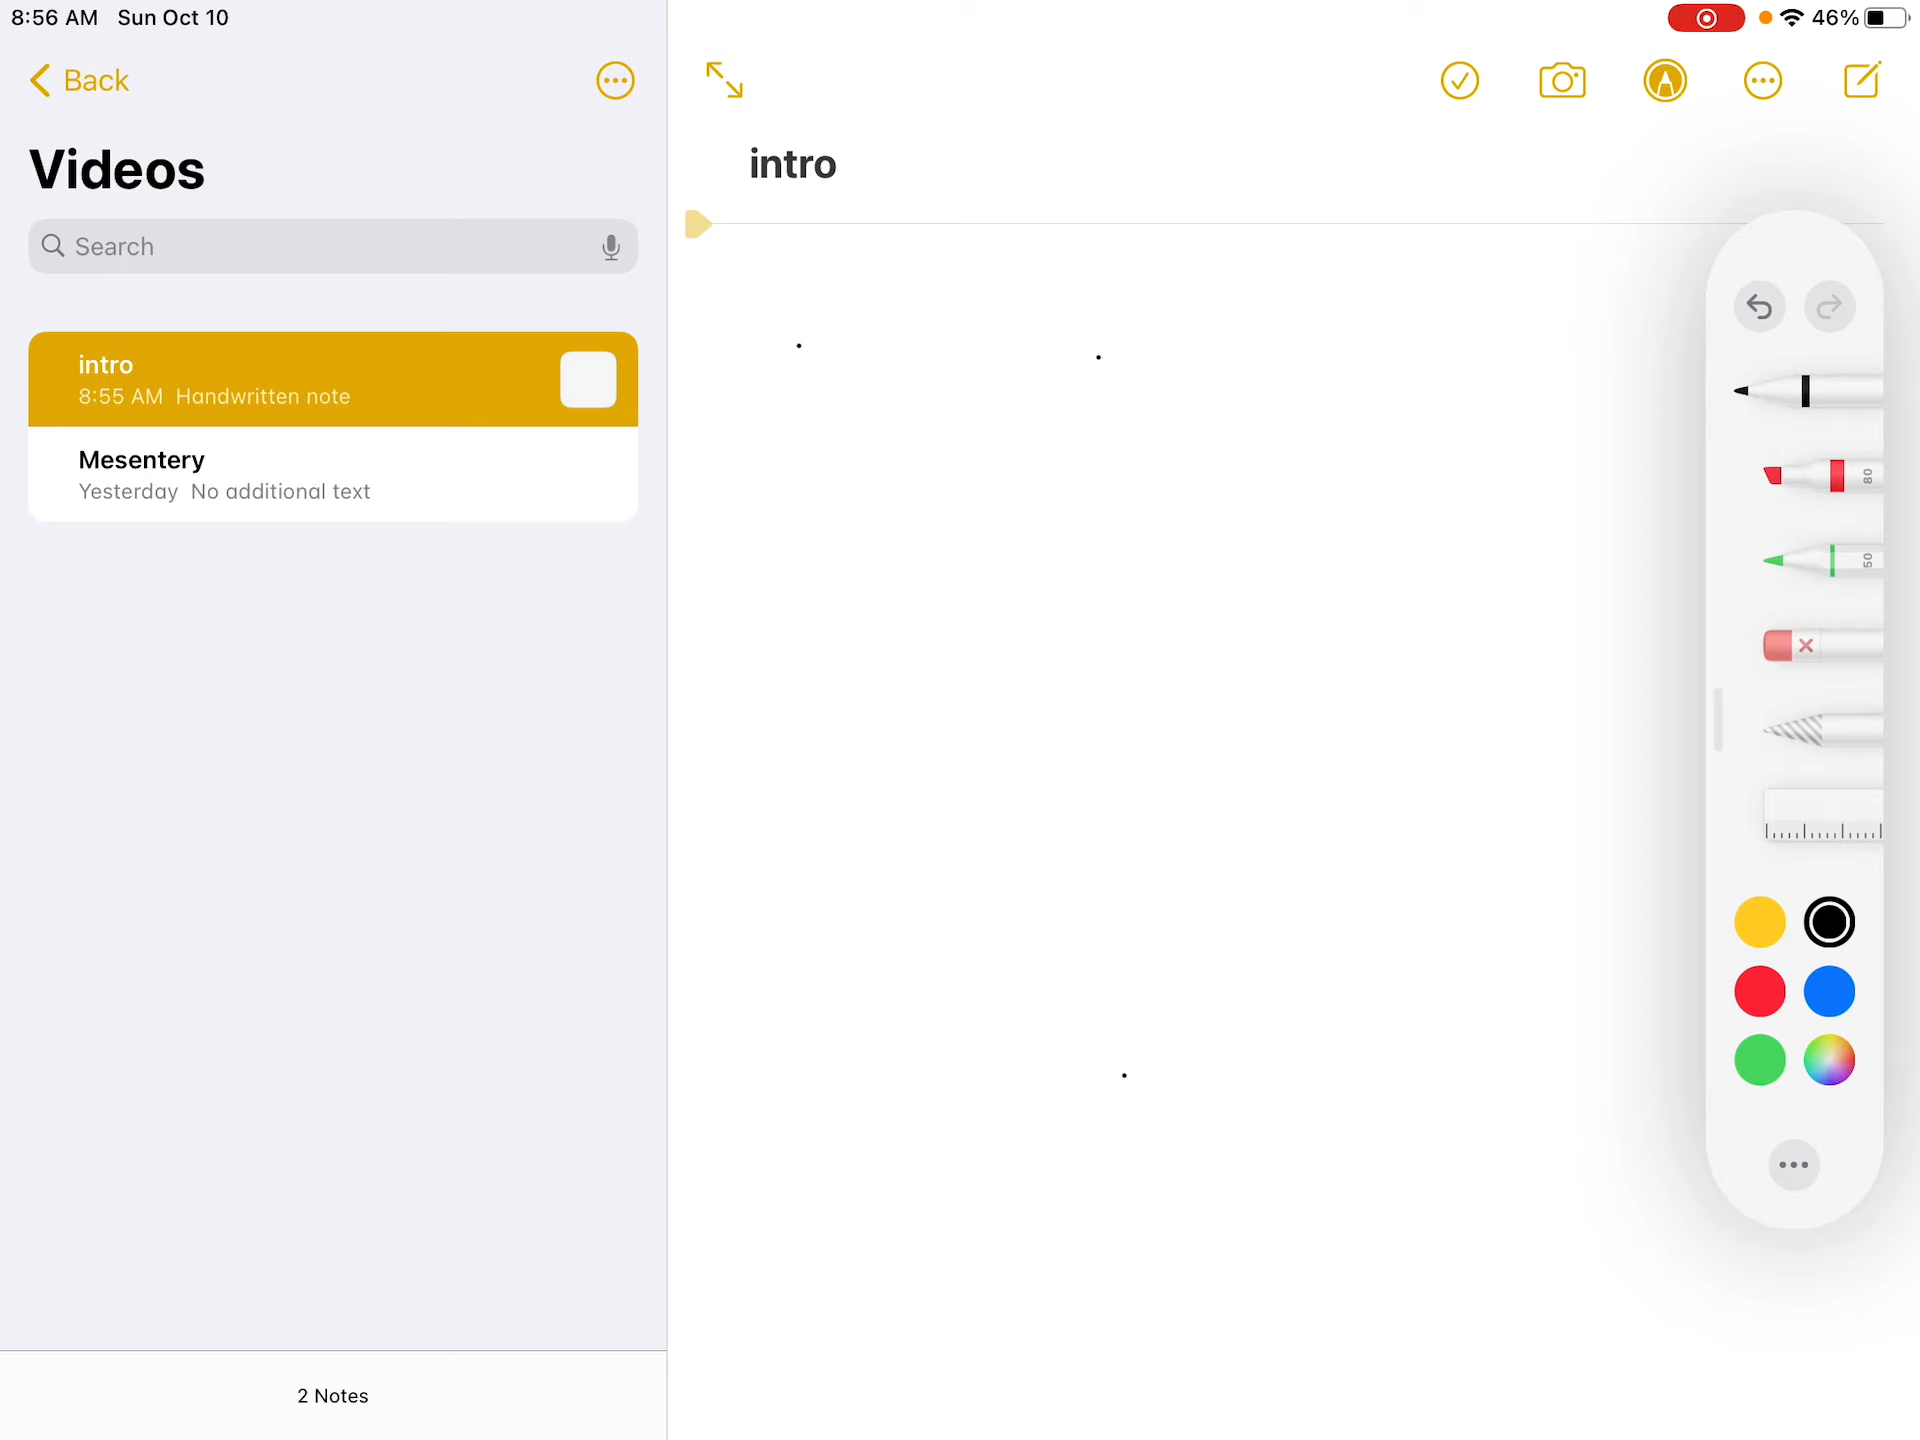 8:56 AM Sun Oct 10
46%
Back
Videos
intro
Search
intro
8:55 AM Handwritten note
80
Mesentery
Yesterday No additional text
50
2 Notes